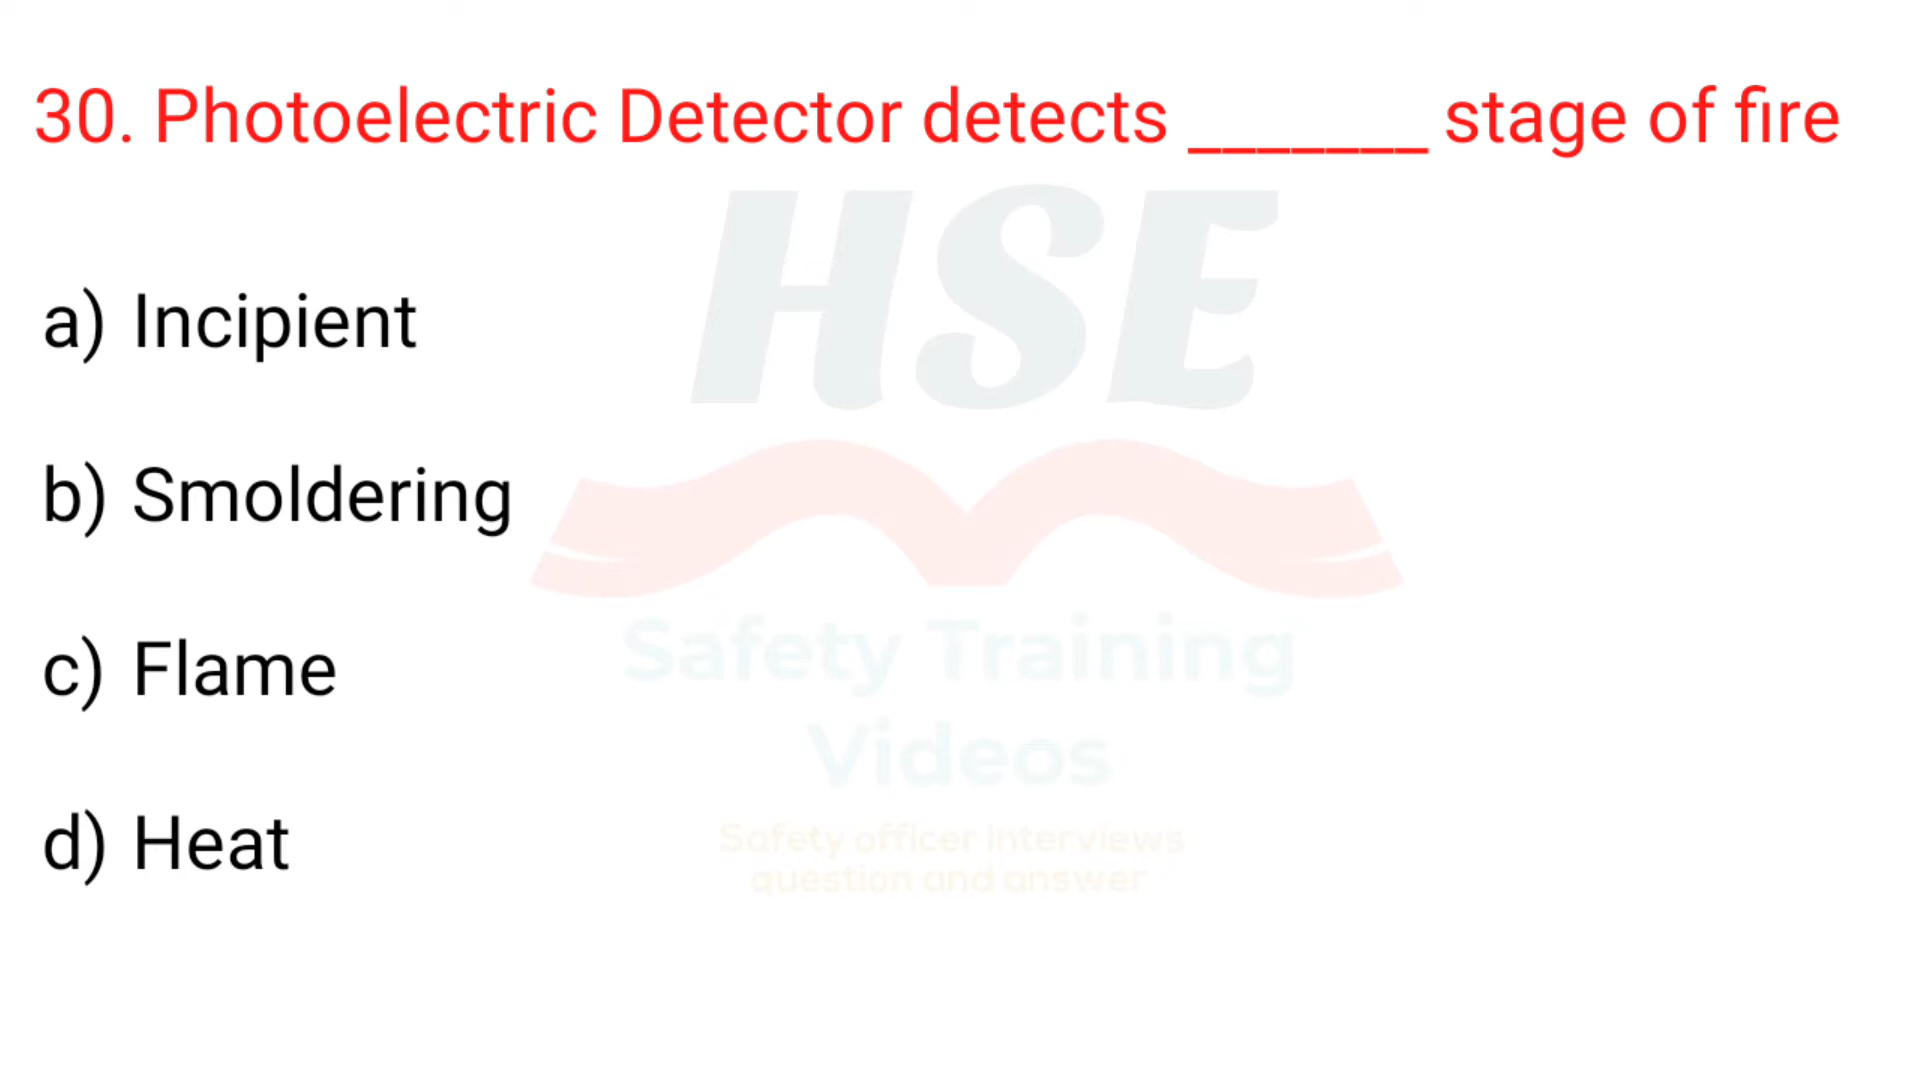 30. Photoelectric Detector detects _______ stage of fire
HSE
a) Incipient
b) Smoldering
Safety Training
c) Flame
Videos
Safety officer interviews
d) Heat
question and answer